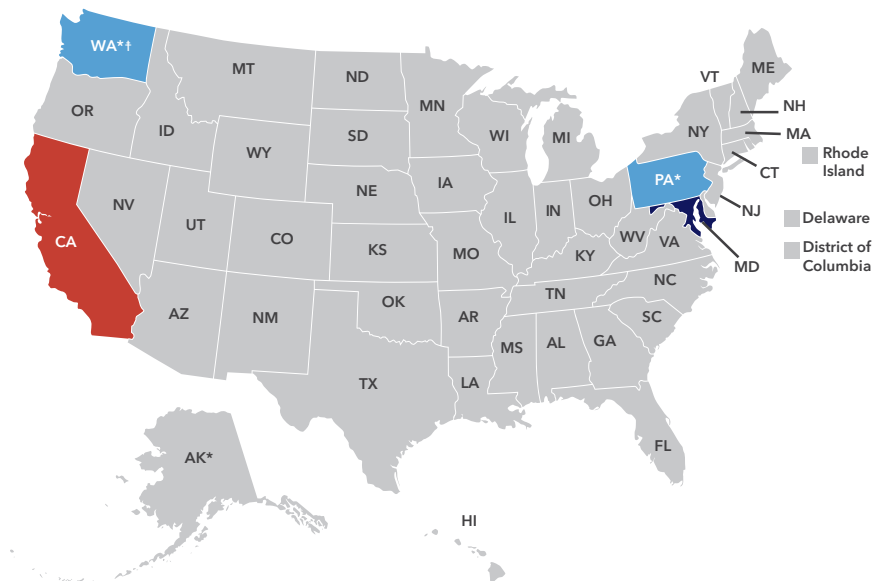 WA*†
MT
ND
MN
VT
ME
OR
ID
WY
SD
WI
MI
NY
NH
MA
CT
Rhode
Island
NV
UT
CO
NE
KS
IA
MO
IL
IN
OH
PA*
NJ
Delaware
District of
Columbia
CA
KY
WV
VA
MD
AZ
NM
OK
AR
TN
NC
SC
TX
LA
MS
AL
GA
FL
AK*
HI